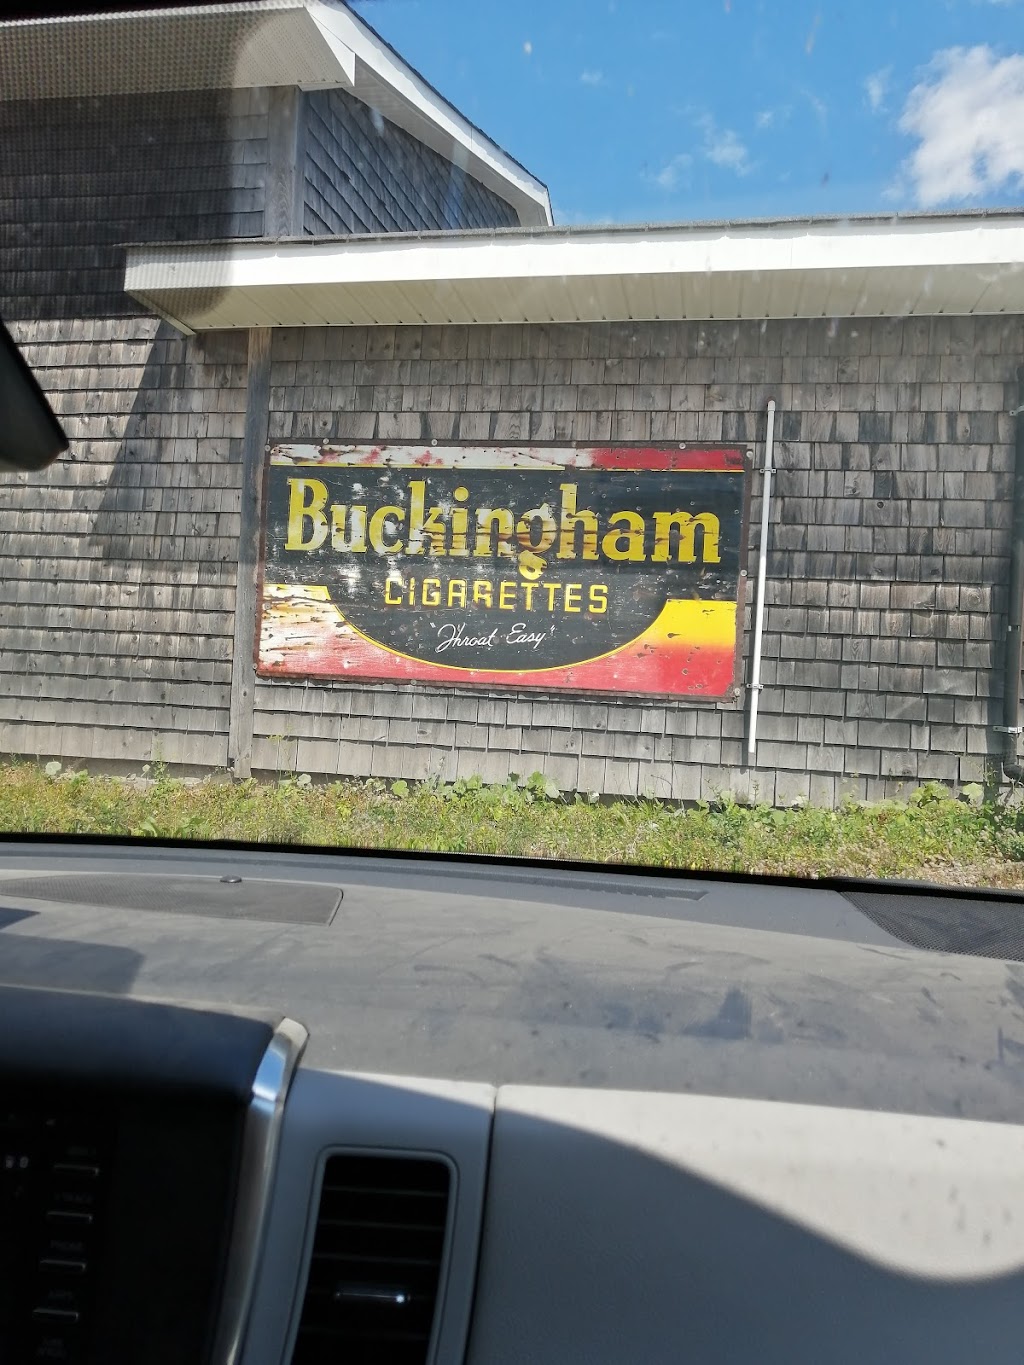 Buckingham
CIGARETTES
"Throat Easy"